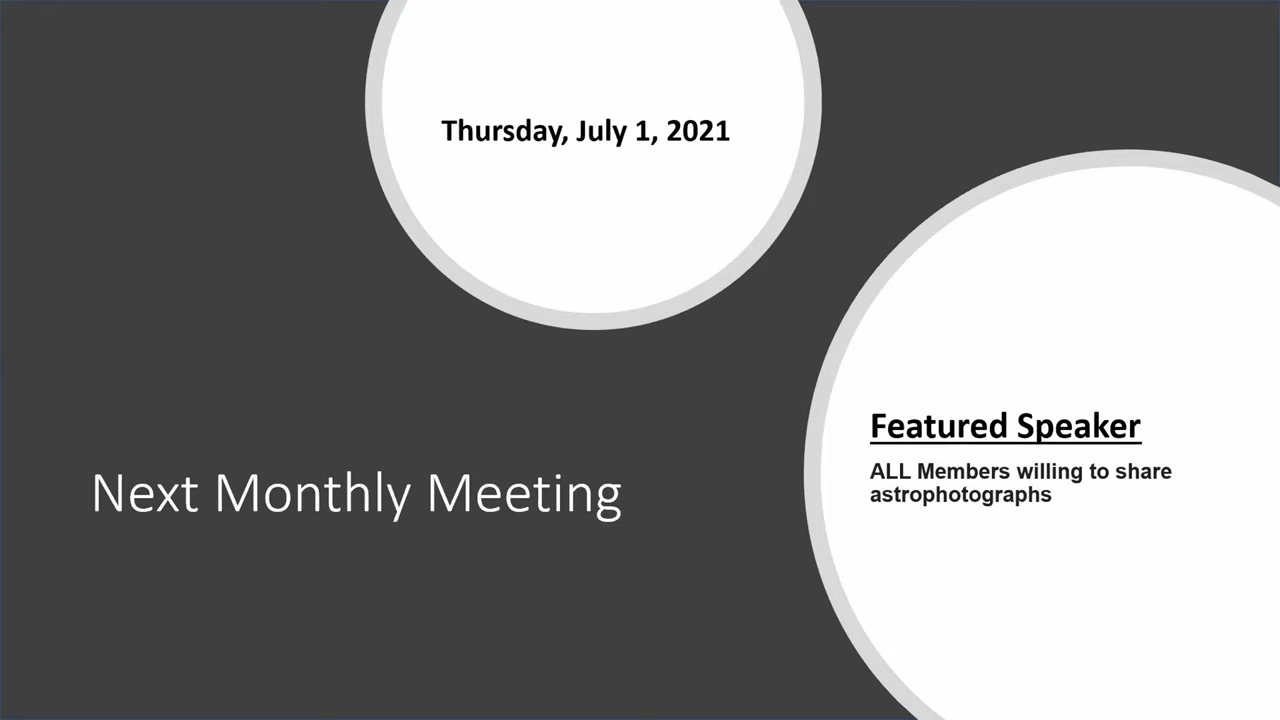 Thursday, July 1, 2021
Next Monthly Meeting
Featured Speaker
ALL Members willing to share
astrophotographs